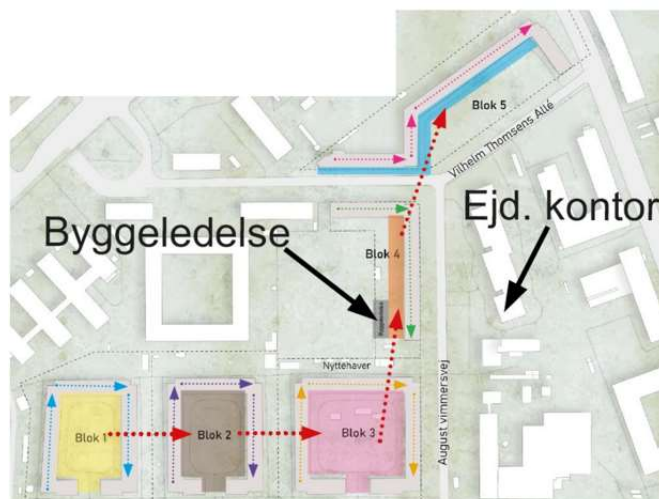 Blok 5
Vilhelm Thomsens Allé
Ejd. kontor
Byggeledelse
Blok 4
Nyttehaver
August vimmersvej
Blok 1
Blok 2
Blok 3